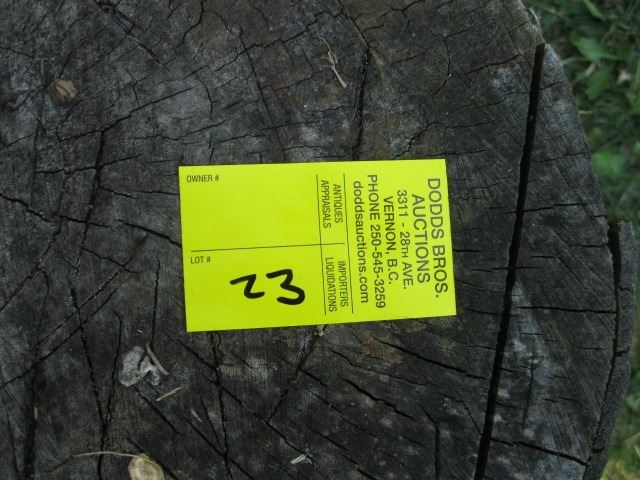 DODDS BROS.
AUCTIONS
3311 - 28TH AVE.
VERNON, B.C.
PHONE 250-545-3259
doddsauctions.com
ANTIQUES
APPRAISALS
IMPORTERS
LIQUIDATIONS
OWNER #
LOT #
23